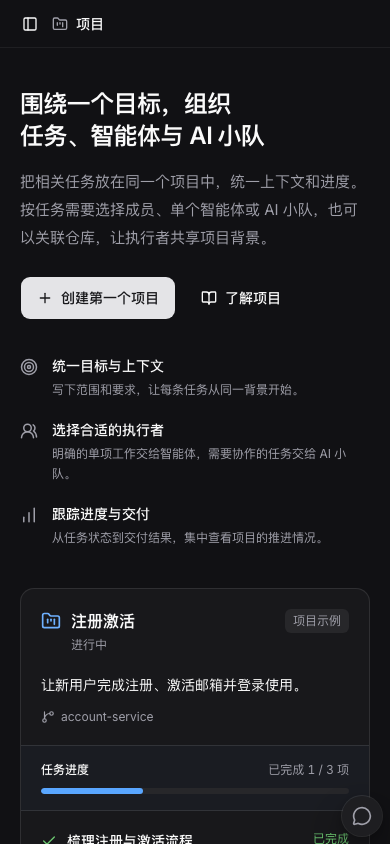 项目
围绕一个目标，组织
任务、智能体与 AI 小队
把相关任务放在同一个项目中，统一上下文和进度。
按任务需要选择成员、单个智能体或 AI 小队，也可
以关联仓库，让执行者共享项目背景。
创建第一个项目
了解项目
统一目标与上下文
写下范围和要求，让每条任务从同一背景开始。
选择合适的执行者
明确的单项工作交给智能体，需要协作的任务交给 AI 小
队。
跟踪进度与交付
从任务状态到交付结果，集中查看项目的推进情况。
注册激活
项目示例
进行中
让新用户完成注册、激活邮箱并登录使用。
account-service
任务进度
已完成 1 / 3 项
梳理注册与激活流程
已完成